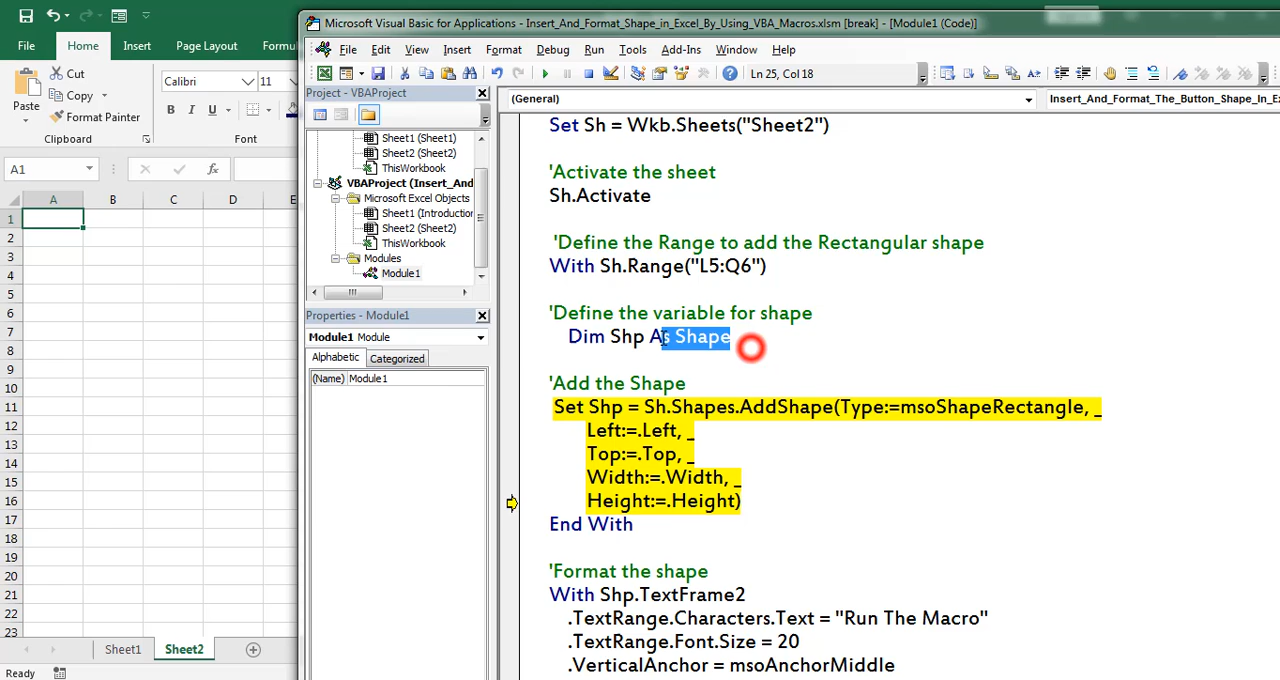 Microsoft Visual Basic for Applications - Insert_And_Format_Shape_in_Excel_By_Using_VBA_Macros.xlsm [break] - [Module1 (Code)]
File Home Insert Page Layout Formu
File Edit View Insert Format Debug Run Tools Add-Ins Window Help
Ln 25, Col 18
Paste
Cut
Copy
Format Painter
Clipboard
Calibri 11
B I U
Font
A1
fx
A B C D E
1
2
3
4
5
6
7
8
9
10
11
12
13
14
15
16
17
18
19
20
21
22
23
Sheet1 Sheet2
Ready
Project - VBAProject
Sheet1 (Sheet1)
Sheet2 (Sheet2)
ThisWorkbook
VBAProject (Insert_And
Microsoft Excel Objects
Sheet1 (Introduction
Sheet2 (Sheet2)
ThisWorkbook
Modules
Module1
Properties - Module1
Module1 Module
Alphabetic Categorized
(Name) Module1
(General) Insert_And_Format_The_Button_Shape_In_E
Set Sh = Wkb.Sheets("Sheet2")
'Activate the sheet
Sh.Activate
'Define the Range to add the Rectangular shape
With Sh.Range("L5:Q6")
'Define the variable for shape
Dim Shp As Shape
'Add the Shape
Set Shp = Sh.Shapes.AddShape(Type:=msoShapeRectangle, _
Left:=.Left, _
Top:=.Top, _
Width:=.Width, _
Height:=.Height)
End With
'Format the shape
With Shp.TextFrame2
.TextRange.Characters.Text = "Run The Macro"
.TextRange.Font.Size = 20
.VerticalAnchor = msoAnchorMiddle